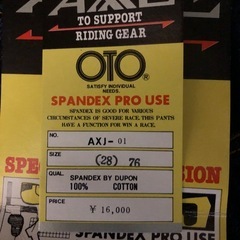 TO SUPPORT
RIDING GEAR
OTO®
SATISFY INDIVIDUAL
NEEDS.
SPANDEX PRO USE
SPANDEX IS GOOD FOR VARIOUS
CIRCUMSTANCES OF SEVERE RACE. THIS PANTS
HAVE A FUNCTION FOR WIN A RACE.
NO. AXJ-01
SIZE (28) 76
QUAL. SPANDEX BY DUPON
100% COTTON
PRICE ¥ 16,000